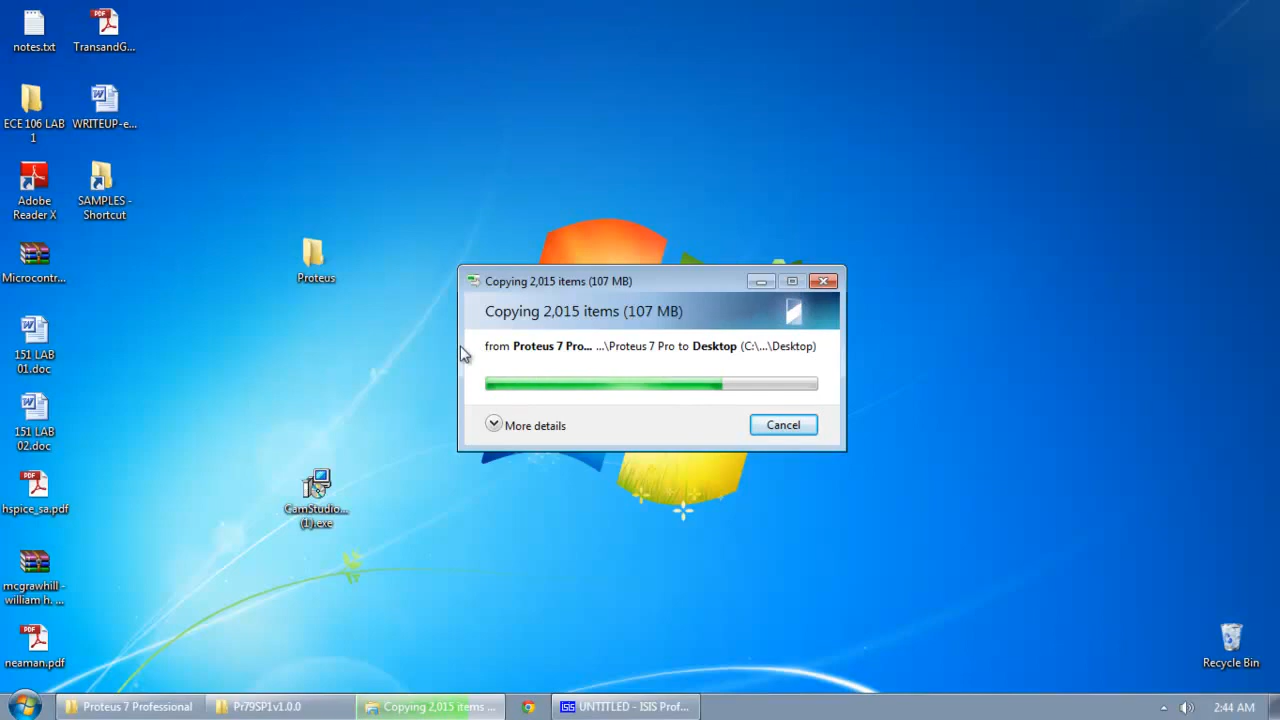 notes.txt
TransandG...
ECE 106 LAB
1
WRITEUP-e...
Adobe
Reader X
SAMPLES -
Shortcut
Microcontr...
Proteus
151 LAB
01.doc
151 LAB
02.doc
hspice_sa.pdf
CamStudio...
(1).exe
mcgrawhill -
william h. ...
neaman.pdf
Copying 2,015 items (107 MB)
Copying 2,015 items (107 MB)
from Proteus 7 Pro... ...\Proteus 7 Pro to Desktop (C:\...\Desktop)
More details
Cancel
Recycle Bin
Proteus 7 Professional
Pr79SP1v1.0.0
Copying 2,015 items ...
ISIS
UNTITLED - ISIS Prof...
2:44 AM